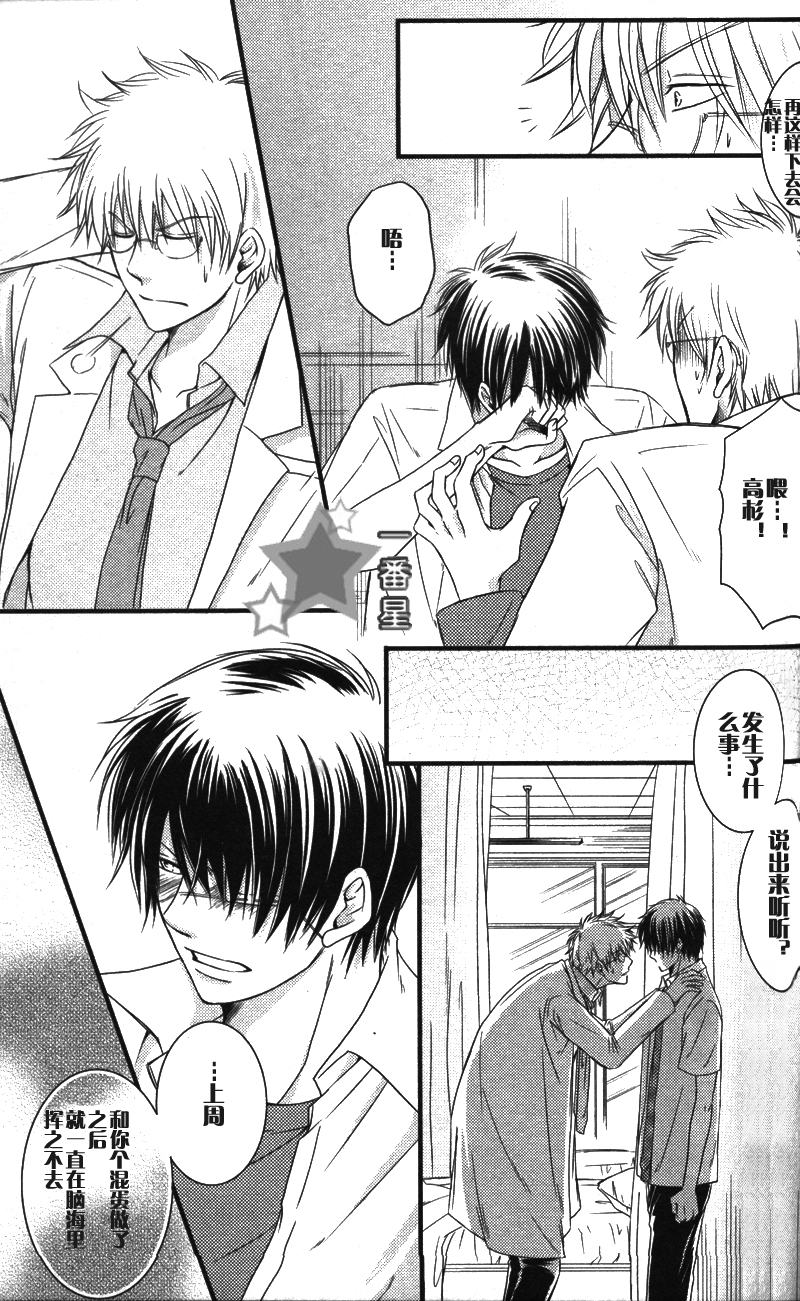 再这样下去会
怎样…
唔…
喂…!
高杉!
一番星
发生了什
么事…
说出来听听?
…上周
和你个混蛋做了
之后
就一直在脑海里
挥之不去